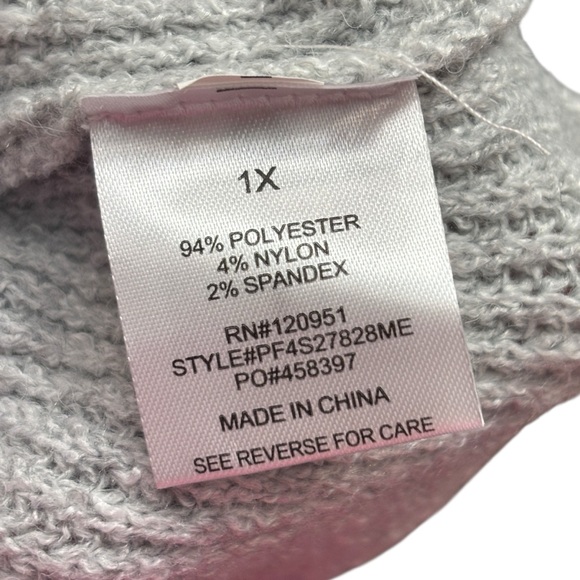 1X
94% POLYESTER
4% NYLON
2% SPANDEX
RN#120951
STYLE#PF4S27828ME
PO#458397
MADE IN CHINA
SEE REVERSE FOR CARE